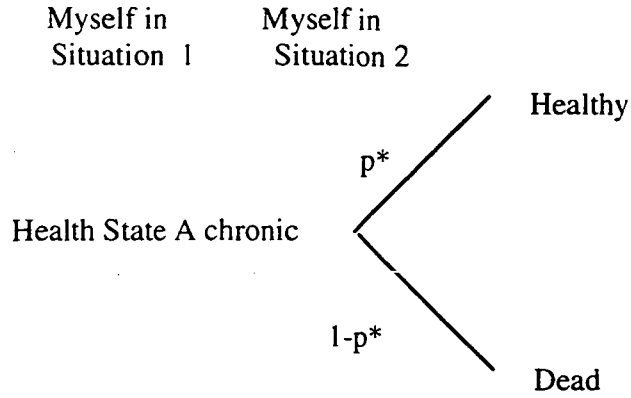 Myself in Myself in
Situation 1 Situation 2
Healthy
p*
Health State A chronic
1-p*
Dead